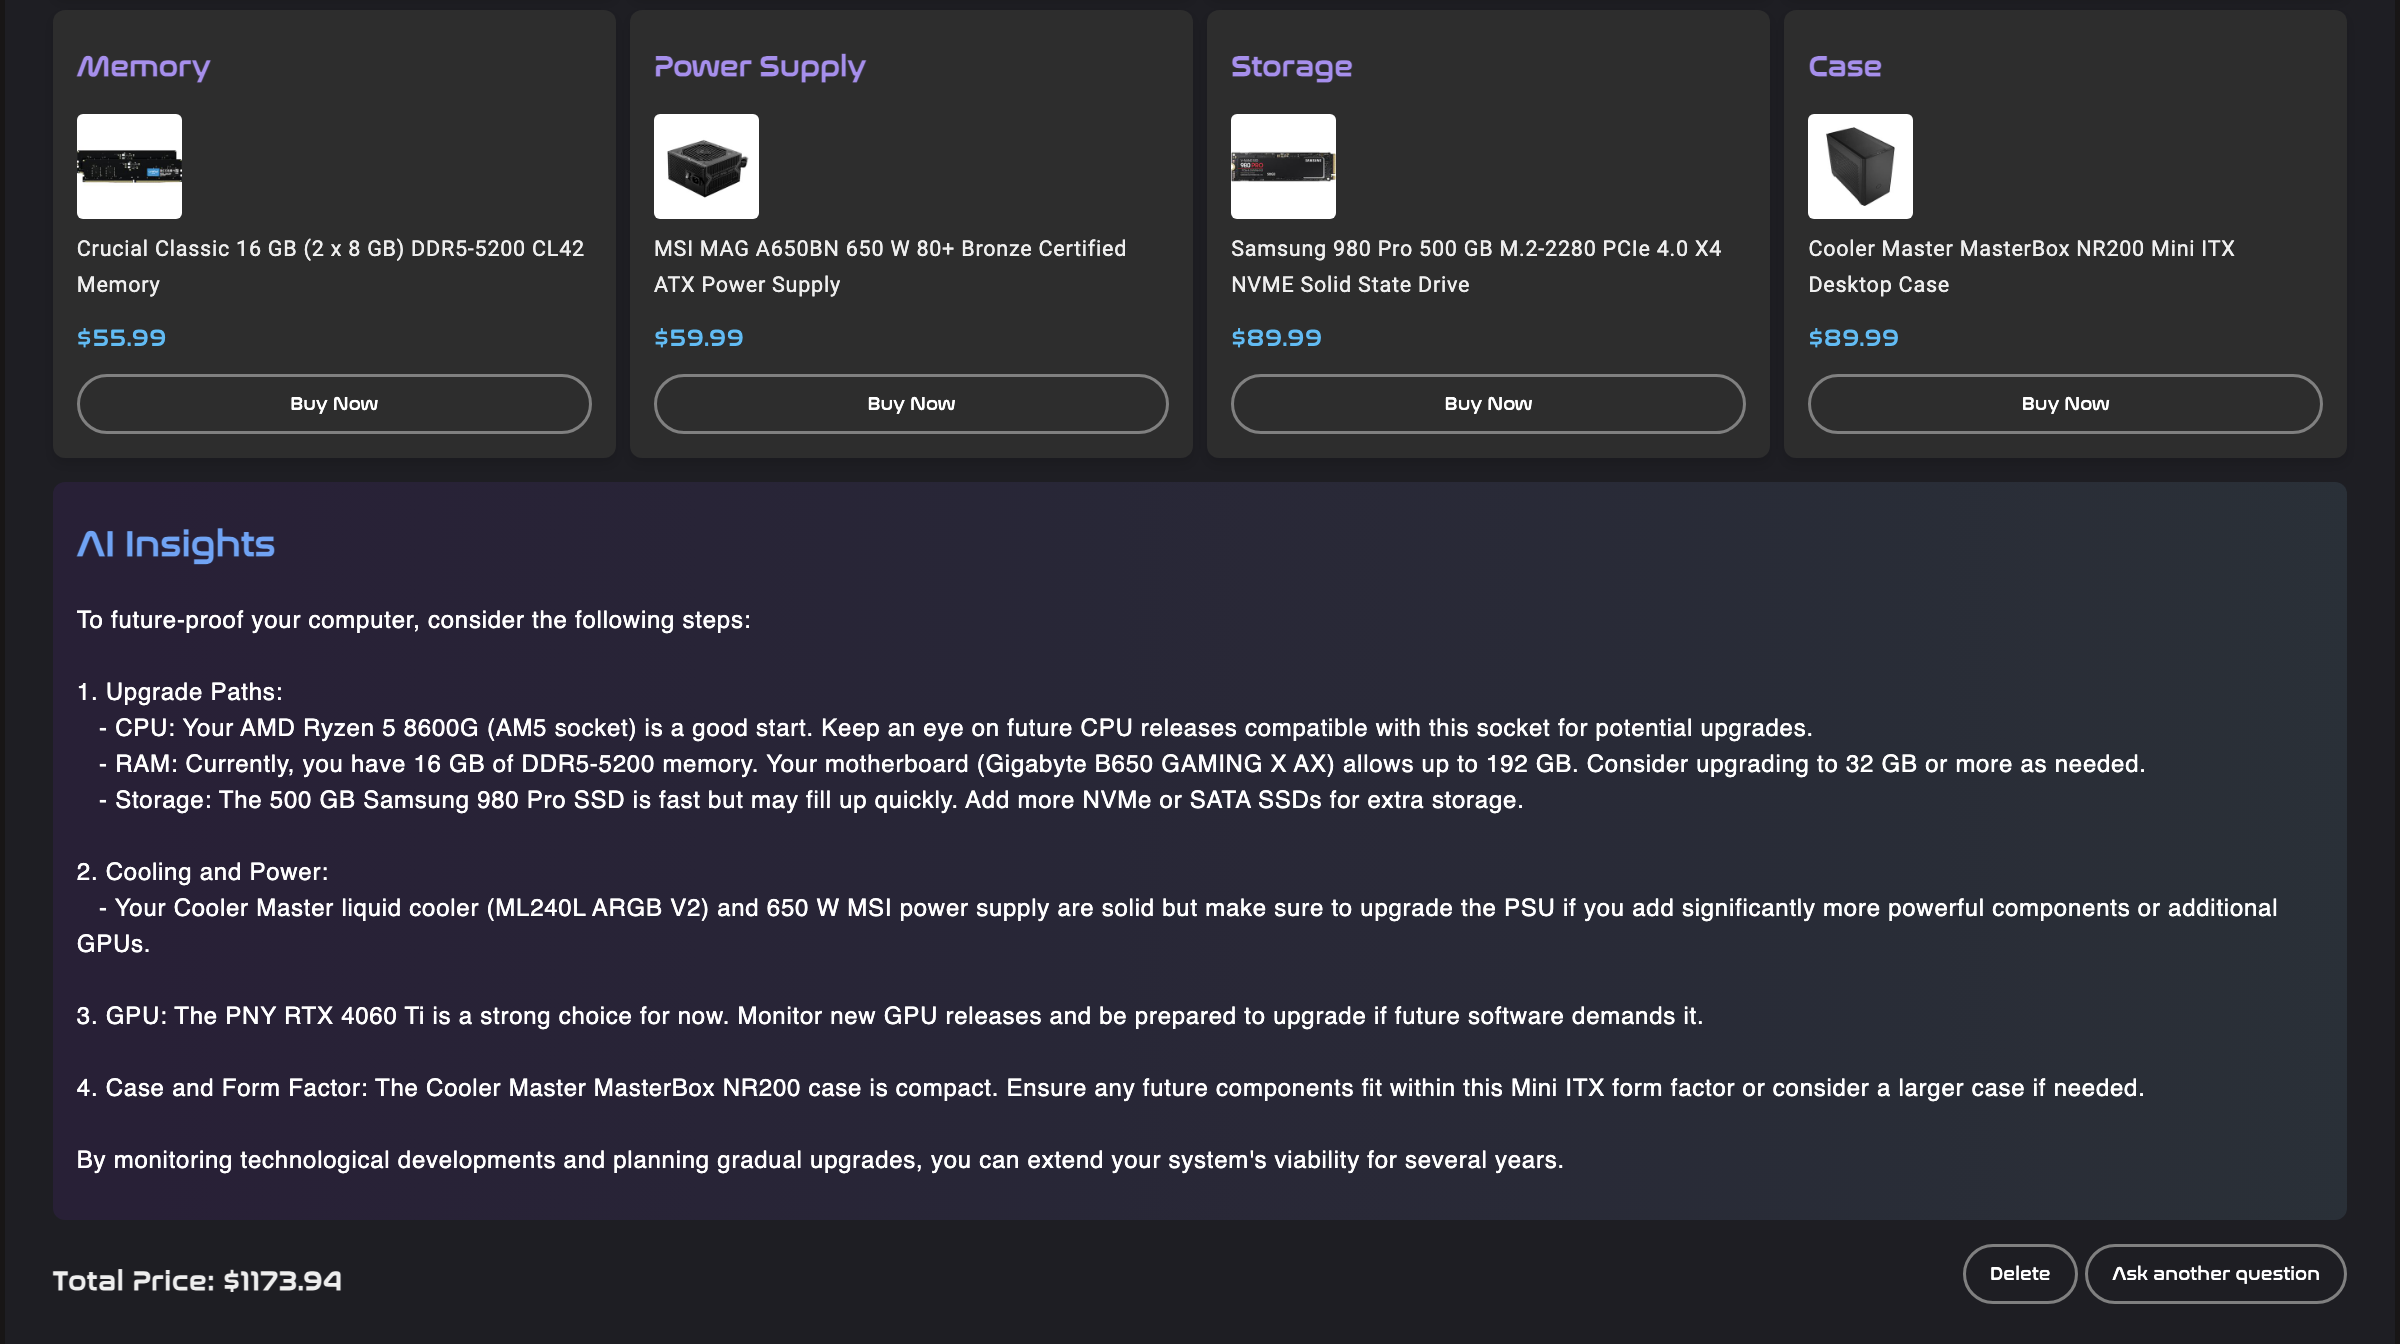 Memory
Crucial Classic 16 GB (2 x 8 GB) DDR5-5200 CL42
Memory
$55.99
Buy Now
Power Supply
MSI MAG A650BN 650 W 80+ Bronze Certified
ATX Power Supply
$59.99
Buy Now
Storage
980 PRO
SAMSUNG
Samsung 980 Pro 500 GB M.2-2280 PCIe 4.0 X4
NVME Solid State Drive
$89.99
Buy Now
Case
Cooler Master MasterBox NR200 Mini ITX
Desktop Case
$89.99
Buy Now
AI Insights
To future-proof your computer, consider the following steps:
1. Upgrade Paths:
- CPU: Your AMD Ryzen 5 8600G (AM5 socket) is a good start. Keep an eye on future CPU releases compatible with this socket for potential upgrades.
- RAM: Currently, you have 16 GB of DDR5-5200 memory. Your motherboard (Gigabyte B650 GAMING X AX) allows up to 192 GB. Consider upgrading to 32 GB or more as needed.
- Storage: The 500 GB Samsung 980 Pro SSD is fast but may fill up quickly. Add more NVMe or SATA SSDs for extra storage.
2. Cooling and Power:
- Your Cooler Master liquid cooler (ML240L ARGB V2) and 650 W MSI power supply are solid but make sure to upgrade the PSU if you add significantly more powerful components or additional
GPUs.
3. GPU: The PNY RTX 4060 Ti is a strong choice for now. Monitor new GPU releases and be prepared to upgrade if future software demands it.
4. Case and Form Factor: The Cooler Master MasterBox NR200 case is compact. Ensure any future components fit within this Mini ITX form factor or consider a larger case if needed.
By monitoring technological developments and planning gradual upgrades, you can extend your system's viability for several years.
Total Price: $1173.94
Delete
Ask another question